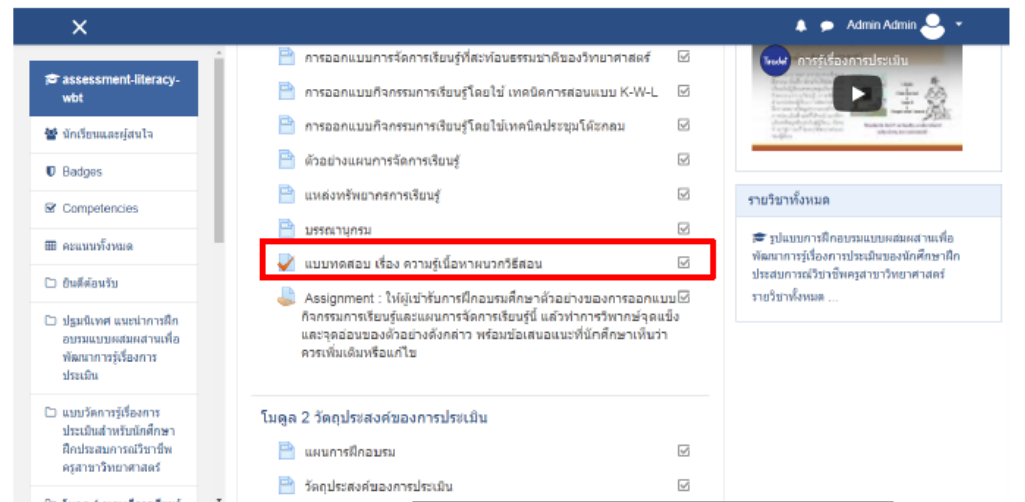 Admin Admin
assessment-literacy-
wbt
นักเรียนและผู้สนใจ
Badges
Competencies
คะแนนทั้งหมด
ยินดีต้อนรับ
ปฐมนิเทศ แนะนำการฝึก
อบรมแบบผสมผสานเพื่อ
พัฒนาการรู้เรื่องการ
ประเมิน
แบบวัดการรู้เรื่องการ
ประเมินสำหรับนักศึกษา
ฝึกประสบการณ์วิชาชีพ
ครูสาขาวิทยาศาสตร์
การออกแบบการจัดการเรียนรู้ที่สะท้อนธรรมชาติของวิทยาศาสตร์
การออกแบบกิจกรรมการเรียนรู้โดยใช้ เทคนิคการสอนแบบ K-W-L
การออกแบบกิจกรรมการเรียนรู้โดยใช้เทคนิคประชุมโต๊ะกลม
ตัวอย่างแผนการจัดการเรียนรู้
แหล่งทรัพยากรการเรียนรู้
บรรณานุกรม
แบบทดสอบ เรื่อง ความรู้เนื้อหาผนวกวิธีสอน
Assignment : ให้ผู้เข้ารับการฝึกอบรมศึกษาตัวอย่างของการออกแบบ
กิจกรรมการเรียนรู้และแผนการจัดการเรียนรู้นี้ แล้วทำการวิพากษ์จุดแข็ง
และจุดอ่อนของตัวอย่างดังกล่าว พร้อมข้อเสนอแนะที่นักศึกษาเห็นว่า
ควรเพิ่มเติมหรือแก้ไข
โมดูล 2 วัตถุประสงค์ของการประเมิน
แผนการฝึกอบรม
วัตถุประสงค์ของการประเมิน
การรู้เรื่องการประเมิน
รายวิชาทั้งหมด
รูปแบบการฝึกอบรมแบบผสมผสานเพื่อ
พัฒนาการรู้เรื่องการประเมินของนักศึกษาฝึก
ประสบการณ์วิชาชีพครูสาขาวิทยาศาสตร์
รายวิชาทั้งหมด ...